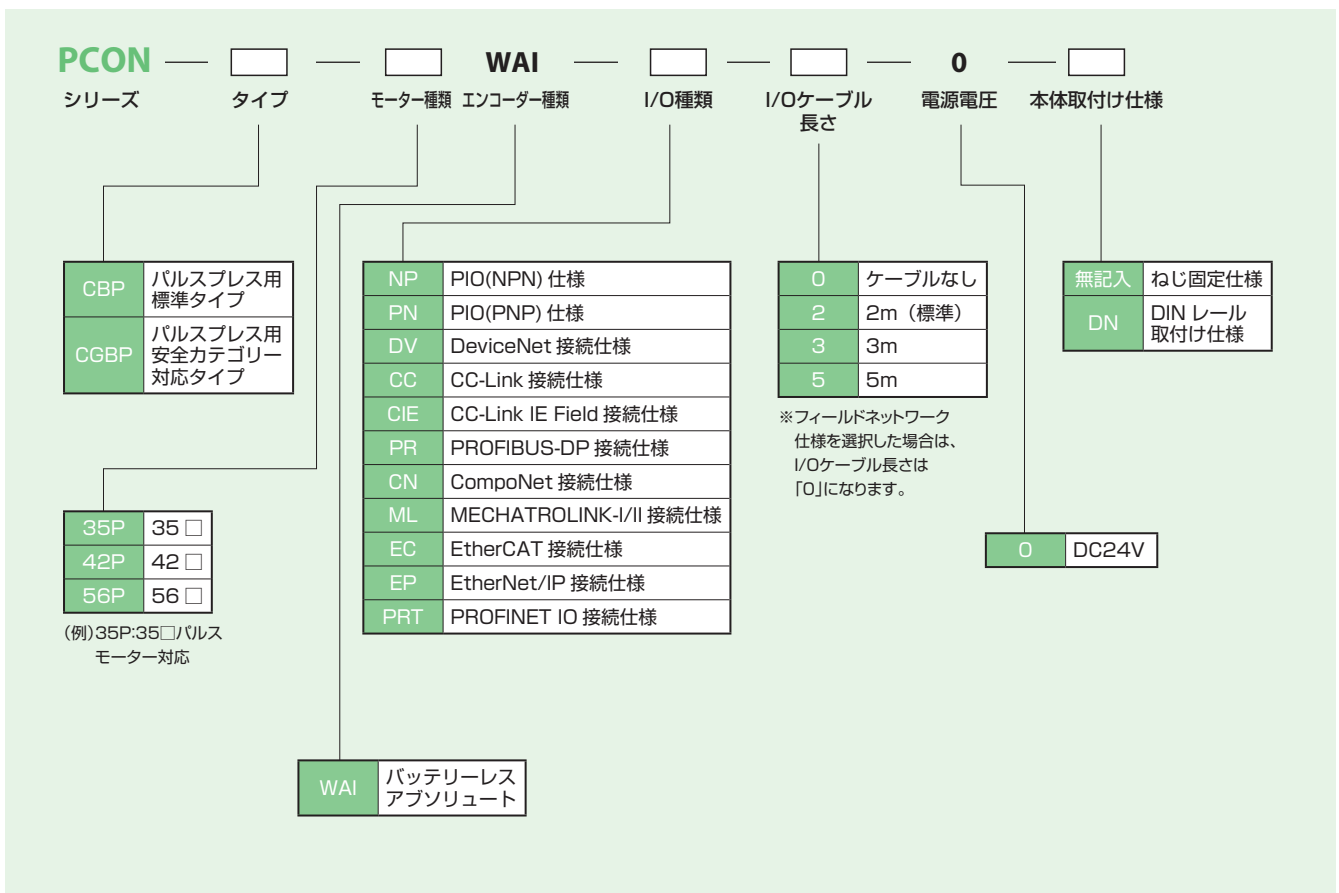 PCON — □ — □ WAI — □ — □ — 0 — □
シリーズ タイプ モーター種類 エンコーダー種類 I/O種類 I/Oケーブル 電源電圧 本体取付け仕様
長さ
CBP パルスプレス用
標準タイプ
CGBP パルスプレス用
安全カテゴリー
対応タイプ
35P 35 □
42P 42 □
56P 56 □
(例)35P:35□パルス
モーター対応
WAI バッテリーレス
アブソリュート
NP PIO(NPN) 仕様
PN PIO(PNP) 仕様
DV DeviceNet 接続仕様
CC CC-Link 接続仕様
CIE CC-Link IE Field 接続仕様
PR PROFIBUS-DP 接続仕様
CN CompoNet 接続仕様
ML MECHATROLINK-I/II 接続仕様
EC EtherCAT 接続仕様
EP EtherNet/IP 接続仕様
PRT PROFINET IO 接続仕様
0 ケーブルなし
2 2m（標準）
3 3m
5 5m
※フィールドネットワーク
仕様を選択した場合は、
I/Oケーブル長さは
「0」になります。
0 DC24V
無記入 ねじ固定仕様
DN DIN レール
取付け仕様